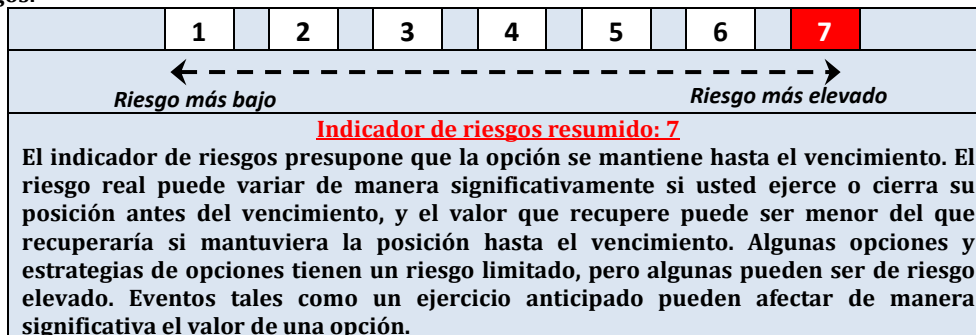 gos.
1 2 3 4 5 6 7
Riesgo más bajo Riesgo más elevado
Indicador de riesgos resumido: 7
El indicador de riesgos presupone que la opción se mantiene hasta el vencimiento. El
riesgo real puede variar de manera significativamente si usted ejerce o cierra su
posición antes del vencimiento, y el valor que recupere puede ser menor del que
recuperaría si mantuviera la posición hasta el vencimiento. Algunas opciones y
estrategias de opciones tienen un riesgo limitado, pero algunas pueden ser de riesgo
elevado. Eventos tales como un ejercicio anticipado pueden afectar de manera
significativa el valor de una opción.